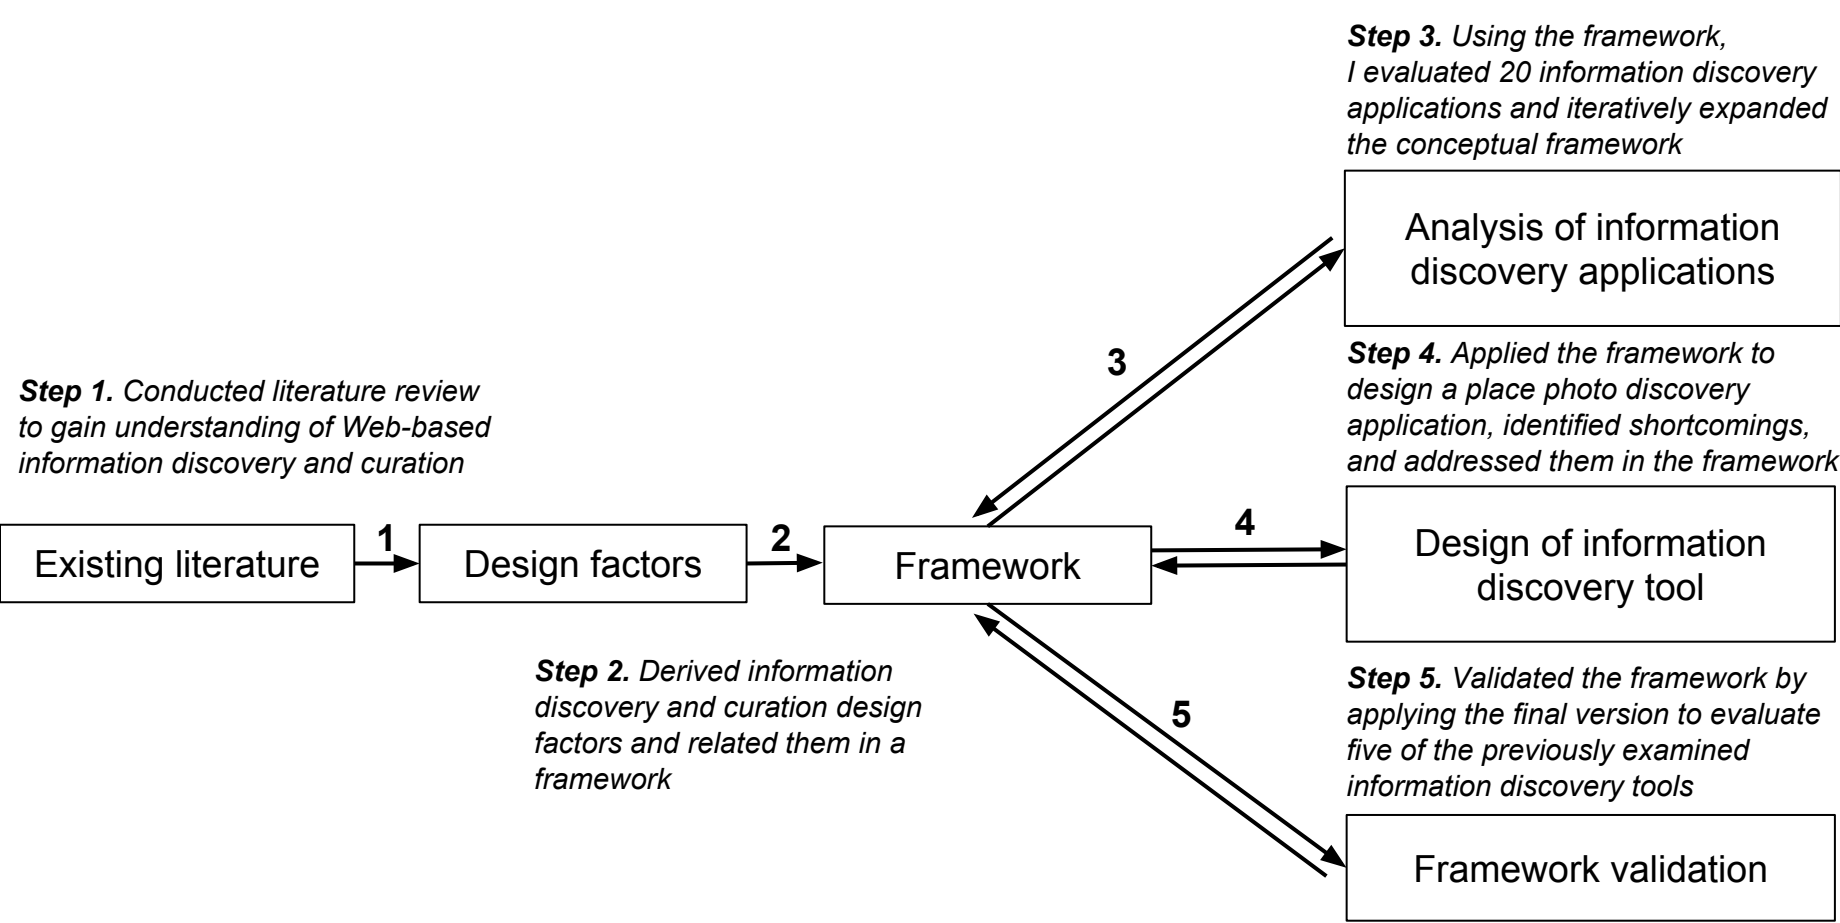 Step 3. Using the framework,
I evaluated 20 information discovery
applications and iteratively expanded
the conceptual framework
Analysis of information
discovery applications
3
Step 4. Applied the framework to
design a place photo discovery
application, identified shortcomings,
and addressed them in the framework
Step 1. Conducted literature review
to gain understanding of Web-based
information discovery and curation
Existing literature
1
Design factors
2
Framework
4
Design of information
discovery tool
Step 2. Derived information
discovery and curation design
factors and related them in a
framework
5
Step 5. Validated the framework by
applying the final version to evaluate
five of the previously examined
information discovery tools
Framework validation